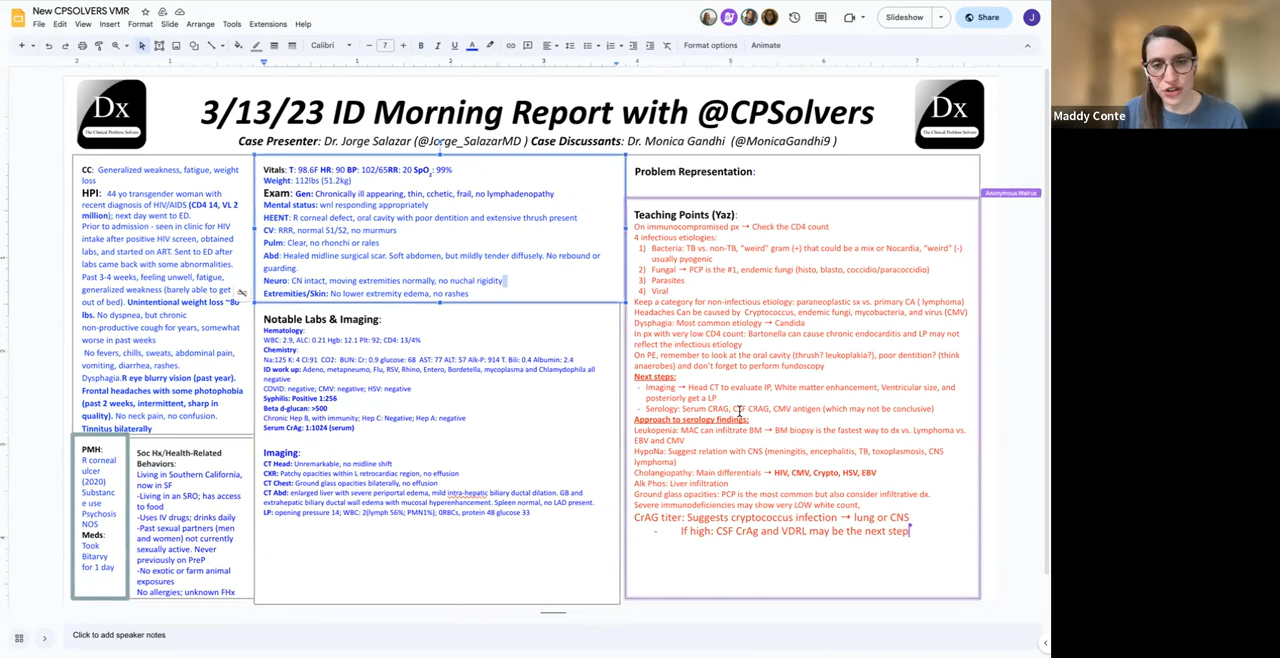 New CPSOLVERS VMR
File Edit View Insert Format Slide Arrange Tools Extensions Help
Slideshow
Share
J
Calibri
7
B I U A
Format options
Animate
Dx
The Clinical Problem Solvers
3/13/23 ID Morning Report with @CPSolvers
Case Presenter: Dr. Jorge Salazar (@Jorge_SalazarMD ) Case Discussants: Dr. Monica Gandhi (@MonicaGandhi9 )
Dx
The Clinical Problem Solvers
CC: Generalized weakness, fatigue, weight
loss
HPI: 44 yo transgender woman with
recent diagnosis of HIV/AIDS (CD4 14, VL 2
million); next day went to ED.
Prior to admission - seen in clinic for HIV
intake after positive HIV screen, obtained
labs, and started on ART. Sent to ED after
labs came back with some abnormalities.
Past 3-4 weeks, feeling unwell, fatigue,
generalized weakness (barely able to get
out of bed). Unintentional weight loss ~80
lbs. No dyspnea, but chronic
non-productive cough for years, somewhat
worse in past weeks
No fevers, chills, sweats, abdominal pain,
vomiting, diarrhea, rashes.
Dysphagia.R eye blurry vision (past year).
Frontal headaches with some photophobia
(past 2 weeks, intermittent, sharp in
quality). No neck pain, no confusion.
Tinnitus bilaterally
PMH:
R corneal
ulcer
(2020)
Substanc
e use
Psychosis
NOS
Meds:
Took
Bitarvy
for 1 day
Soc Hx/Health-Related
Behaviors:
Living in Southern California,
now in SF
-Living in an SRO; has access
to food
-Uses IV drugs; drinks daily
-Past sexual partners (men
and women) not currently
sexually active. Never
previously on PreP
-No exotic or farm animal
exposures
No allergies; unknown FHx
Vitals: T: 98.6F HR: 90 BP: 102/65RR: 20 SpO2: 99%
Weight: 112lbs (51.2kg)
Exam: Gen: Chronically ill appearing, thin, cchetic, frail, no lymphadenopathy
Mental status: wnl responding appropriately
HEENT: R corneal defect, oral cavity with poor dentition and extensive thrush present
CV: RRR, normal S1/S2, no murmurs
Pulm: Clear, no rhonchi or rales
Abd: Healed midline surgical scar. Soft abdomen, but mildly tender diffusely. No rebound or
guarding.
Neuro: CN intact, moving extremities normally, no nuchal rigidity
Extremities/Skin: No lower extremity edema, no rashes
Notable Labs & Imaging:
Hematology:
WBC: 2.9, ALC: 0.21 Hgb: 12.1 Plt: 92; CD4: 13/4%
Chemistry:
Na:125 K: 4 Cl:91 CO2: BUN: Cr: 0.9 glucose: 68 AST: 77 ALT: 57 Alk-P: 914 T. Bili: 0.4 Albumin: 2.4
ID work up: Adeno, metapneumo, Flu, RSV, Rhino, Entero, Bordetella, mycoplasma and Chlamydophila all
negative
COVID: negative; CMV: negative; HSV: negative
Syphilis: Positive 1:256
Beta d-glucan: >500
Chronic Hep B, with immunity; Hep C: Negative; Hep A: negative
Serum CrAg: 1:1024 (serum)
Imaging:
CT Head: Unremarkable, no midline shift
CXR: Patchy opacities within L retrocardiac region, no effusion
CT Chest: Ground glass opacities bilaterally, no effusion
CT Abd: enlarged liver with severe periportal edema, mild intra-hepatic biliary ductal dilation. GB and
extrahepatic biliary ductal wall edema with mucosal hyperenhancement. Spleen normal, no LAD present.
LP: opening pressure 14; WBC: 2(lymph 56%; PMN1%); 0RBCs, protein 48 glucose 33
Problem Representation:
Anonymous Walrus
Teaching Points (Yaz):
On immunocompromised px → Check the CD4 count
4 infectious etiologies:
1) Bacteria: TB vs. non-TB, "weird" gram (+) that could be a mix or Nocardia, "weird" (-)
usually pyogenic
2) Fungal → PCP is the #1, endemic fungi (histo, blasto, coccidio/paracoccidio)
3) Parasites
4) Viral
Keep a category for non-infectious etiology: paraneoplastic sx vs. primary CA ( lymphoma)
Headaches Can be caused by Cryptococcus, endemic fungi, mycobacteria, and virus (CMV)
Dysphagia: Most common etiology → Candida
In px with very low CD4 count: Bartonella can cause chronic endocarditis and LP may not
reflect the infectious etiology
On PE, remember to look at the oral cavity (thrush? leukoplakia?), poor dentition? (think
anaerobes) and don't forget to perform fundoscopy
Next steps:
- Imaging → Head CT to evaluate IP, White matter enhancement, Ventricular size, and
posteriorly get a LP
- Serology: Serum CRAG, CSF CRAG, CMV antigen (which may not be conclusive)
Approach to serology findings:
Leukopenia: MAC can infiltrate BM → BM biopsy is the fastest way to dx vs. Lymphoma vs.
EBV and CMV
HypoNa: Suggest relation with CNS (meningitis, encephalitis, TB, toxoplasmosis, CNS
lymphoma)
Cholangiopathy: Main differentials → HIV, CMV, Crypto, HSV, EBV
Alk Phos: Liver infiltration
Ground glass opacities: PCP is the most common but also consider infiltrative dx.
Severe immunodeficiencies may show very LOW white count,
CrAG titer: Suggests cryptococcus infection → lung or CNS
- If high: CSF CrAg and VDRL may be the next step
Click to add speaker notes
Maddy Conte